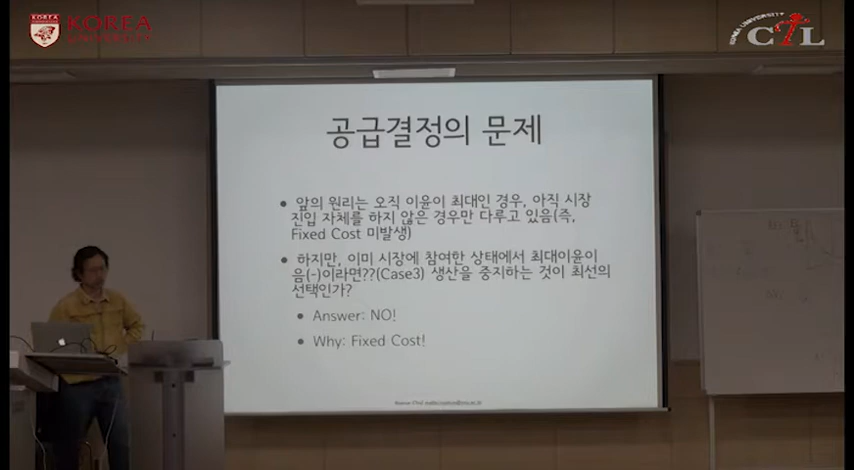 KOREA
UNIVERSITY
KOREA UNIVERSITY
CTL
공급결정의 문제
• 앞의 원리는 오직 이윤이 최대인 경우, 아직 시장
진입 자체를 하지 않은 경우만 다루고 있음(즉,
Fixed Cost 미발생)
• 하지만, 이미 시장에 참여한 상태에서 최대이윤이
음(-)이라면??(Case3) 생산을 중지하는 것이 최선의
선택인가?
• Answer: NO!
• Why: Fixed Cost!